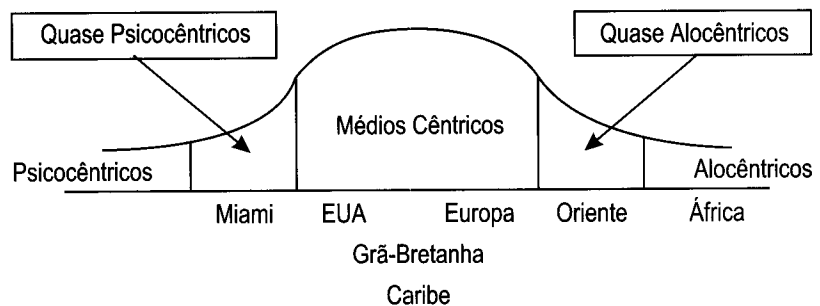 Quase Psicocêntricos
Quase Alocêntricos
Médios Cêntricos
Psicocêntricos
Alocêntricos
Miami EUA Europa Oriente África
Grã-Bretanha
Caribe